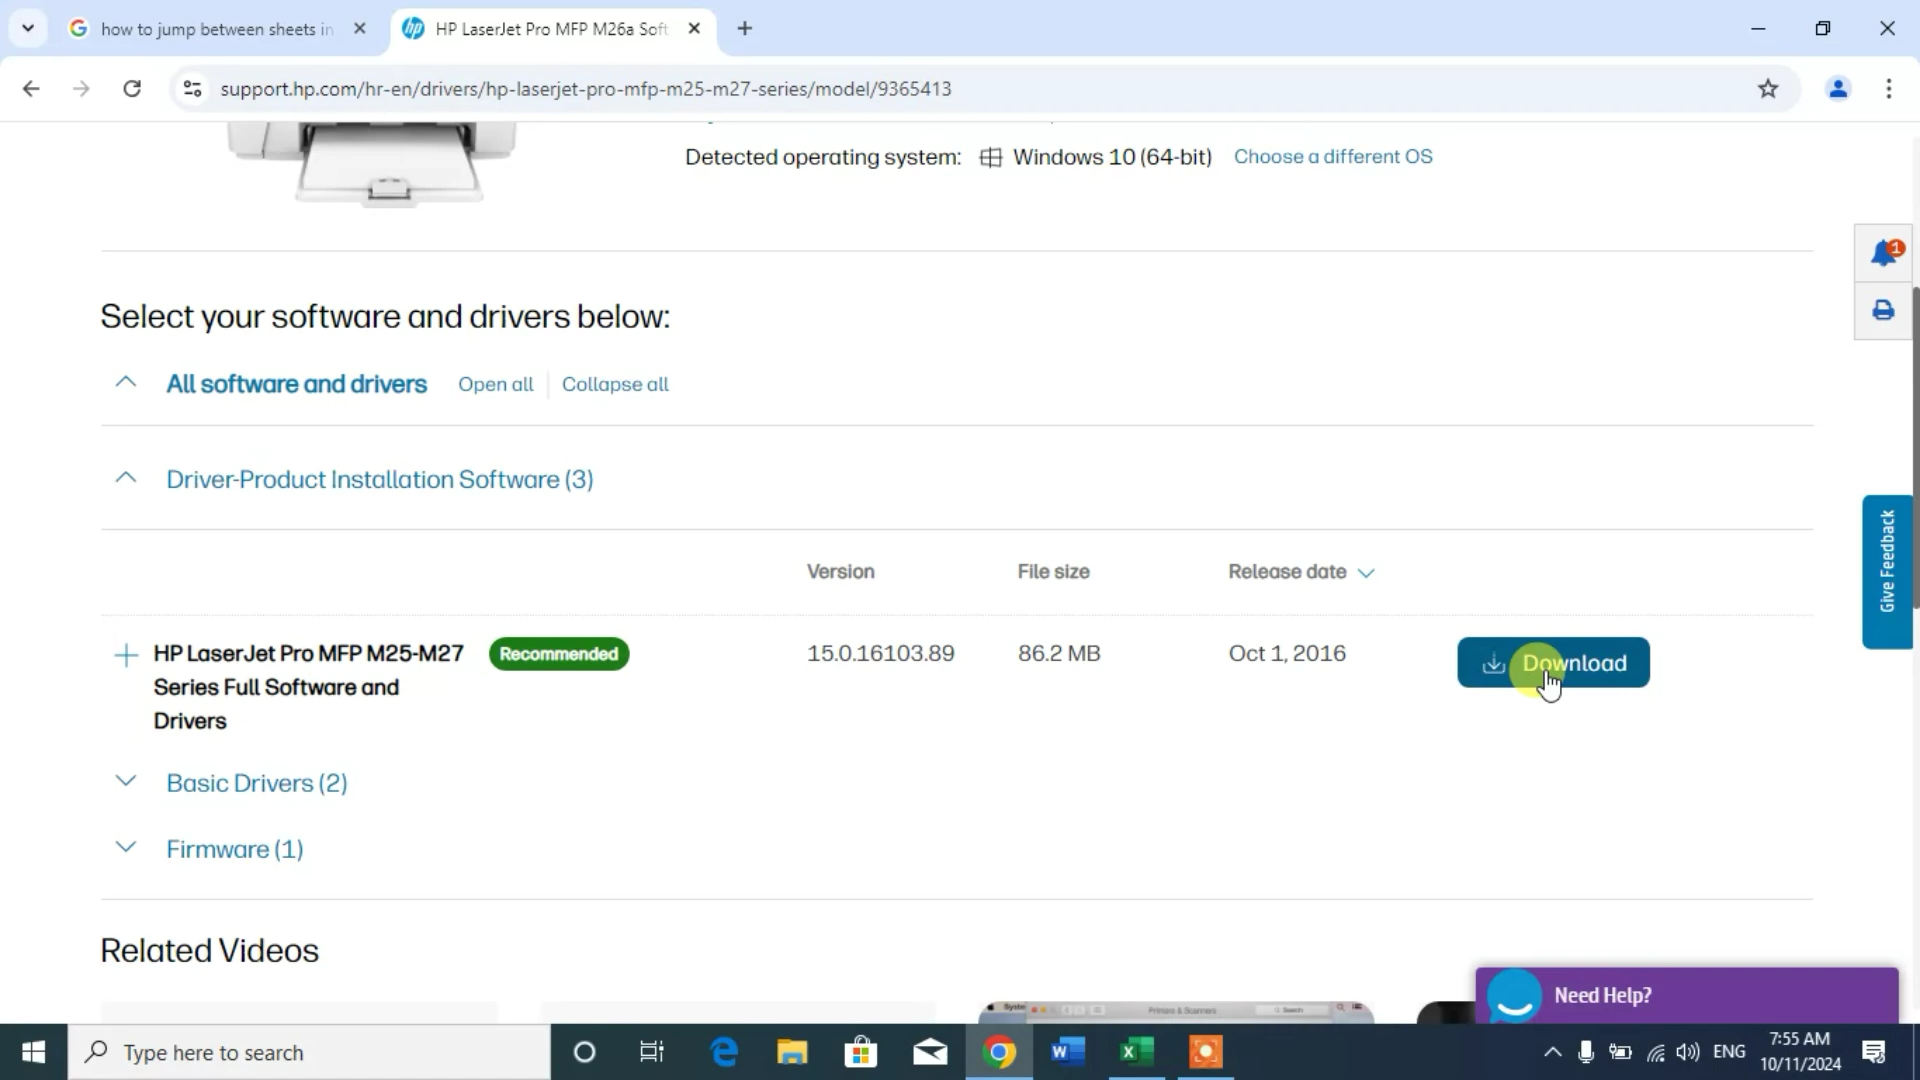 how to jump between sheets in
HP LaserJet Pro MFP M26a Soft
support.hp.com/hr-en/drivers/hp-laserjet-pro-mfp-m25-m27-series/model/9365413
Detected operating system: Windows 10 (64-bit) Choose a different OS
1
Select your software and drivers below:
All software and drivers Open all Collapse all
Driver-Product Installation Software (3)
Give Feedback
Version File size Release date
HP LaserJet Pro MFP M25-M27 Recommended 15.0.16103.89 86.2 MB Oct 1, 2016 Download
Series Full Software and
Drivers
Basic Drivers (2)
Firmware (1)
Related Videos
Need Help?
Printers & Scanners
Search
Type here to search
ENG
7:55 AM
10/11/2024